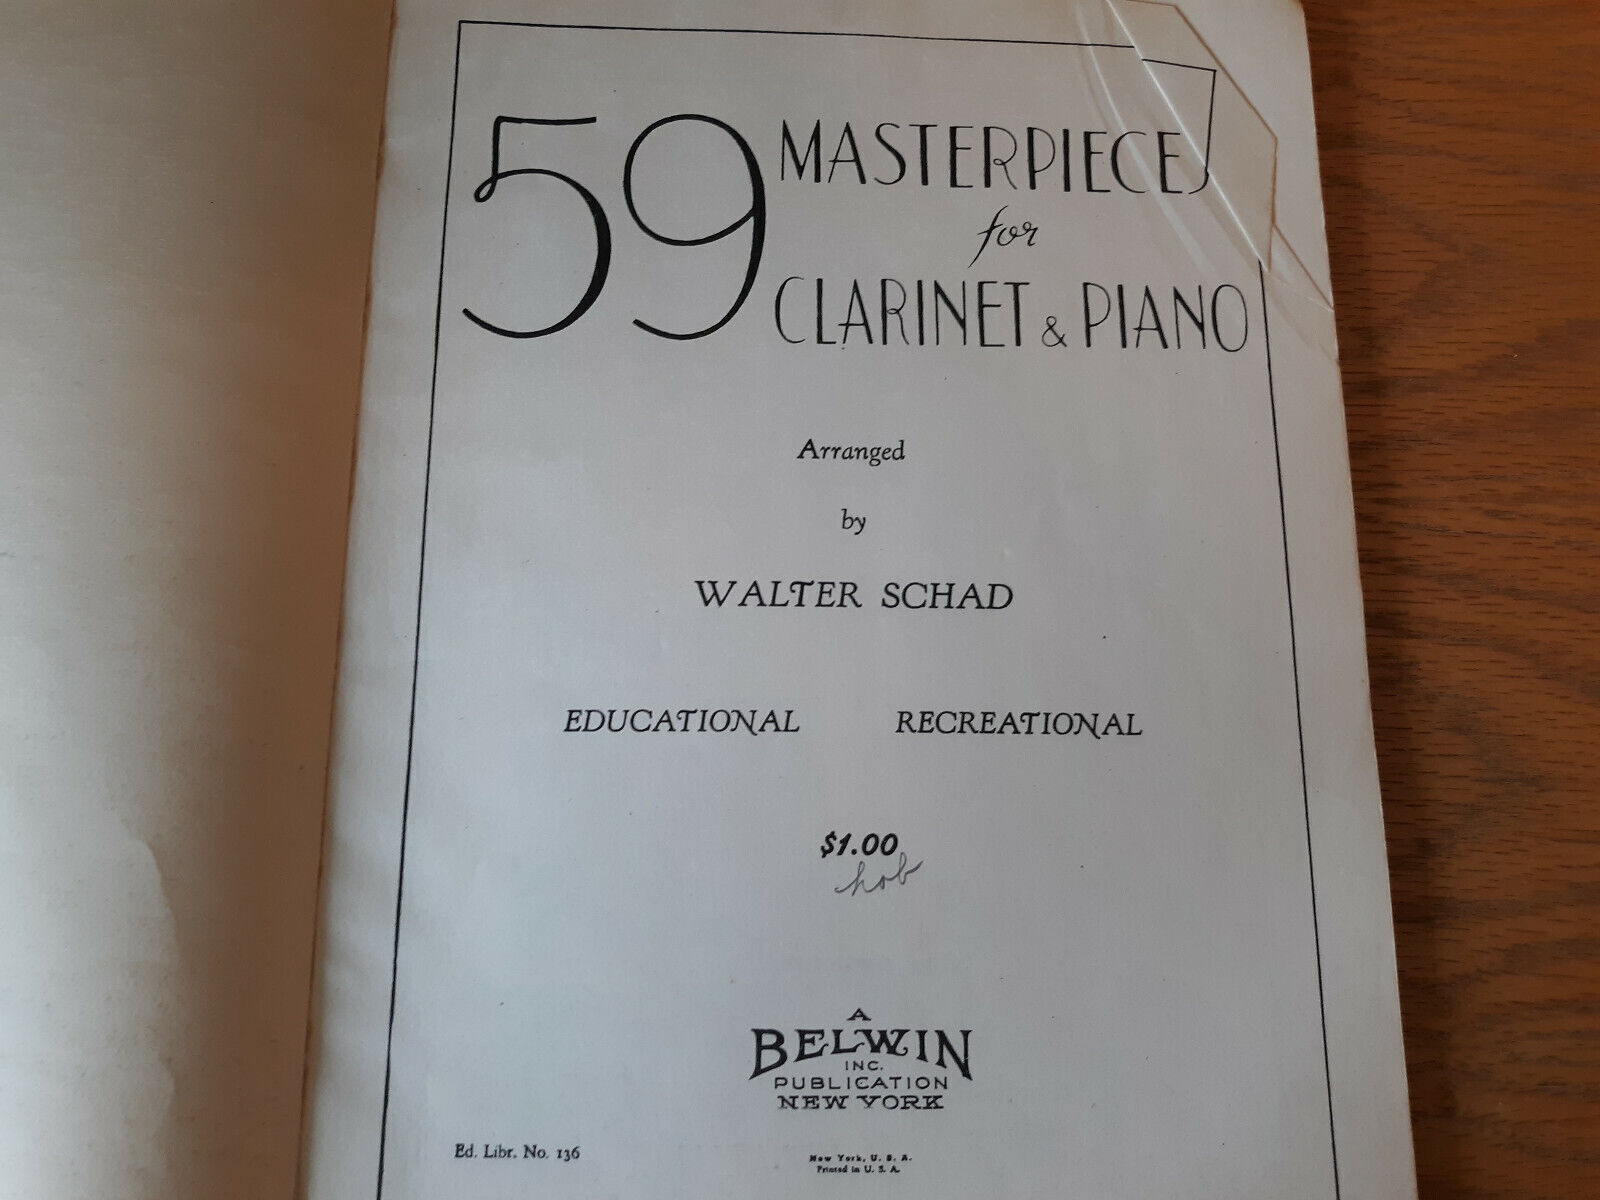 59 MASTERPIECES
for
CLARINET & PIANO
Arranged
by
WALTER SCHAD
EDUCATIONAL RECREATIONAL
$1.00
hob
A
BELWIN
INC.
PUBLICATION
NEW YORK
Ed. Libr. No. 136
New York, U. S. A.
Printed in U. S. A.